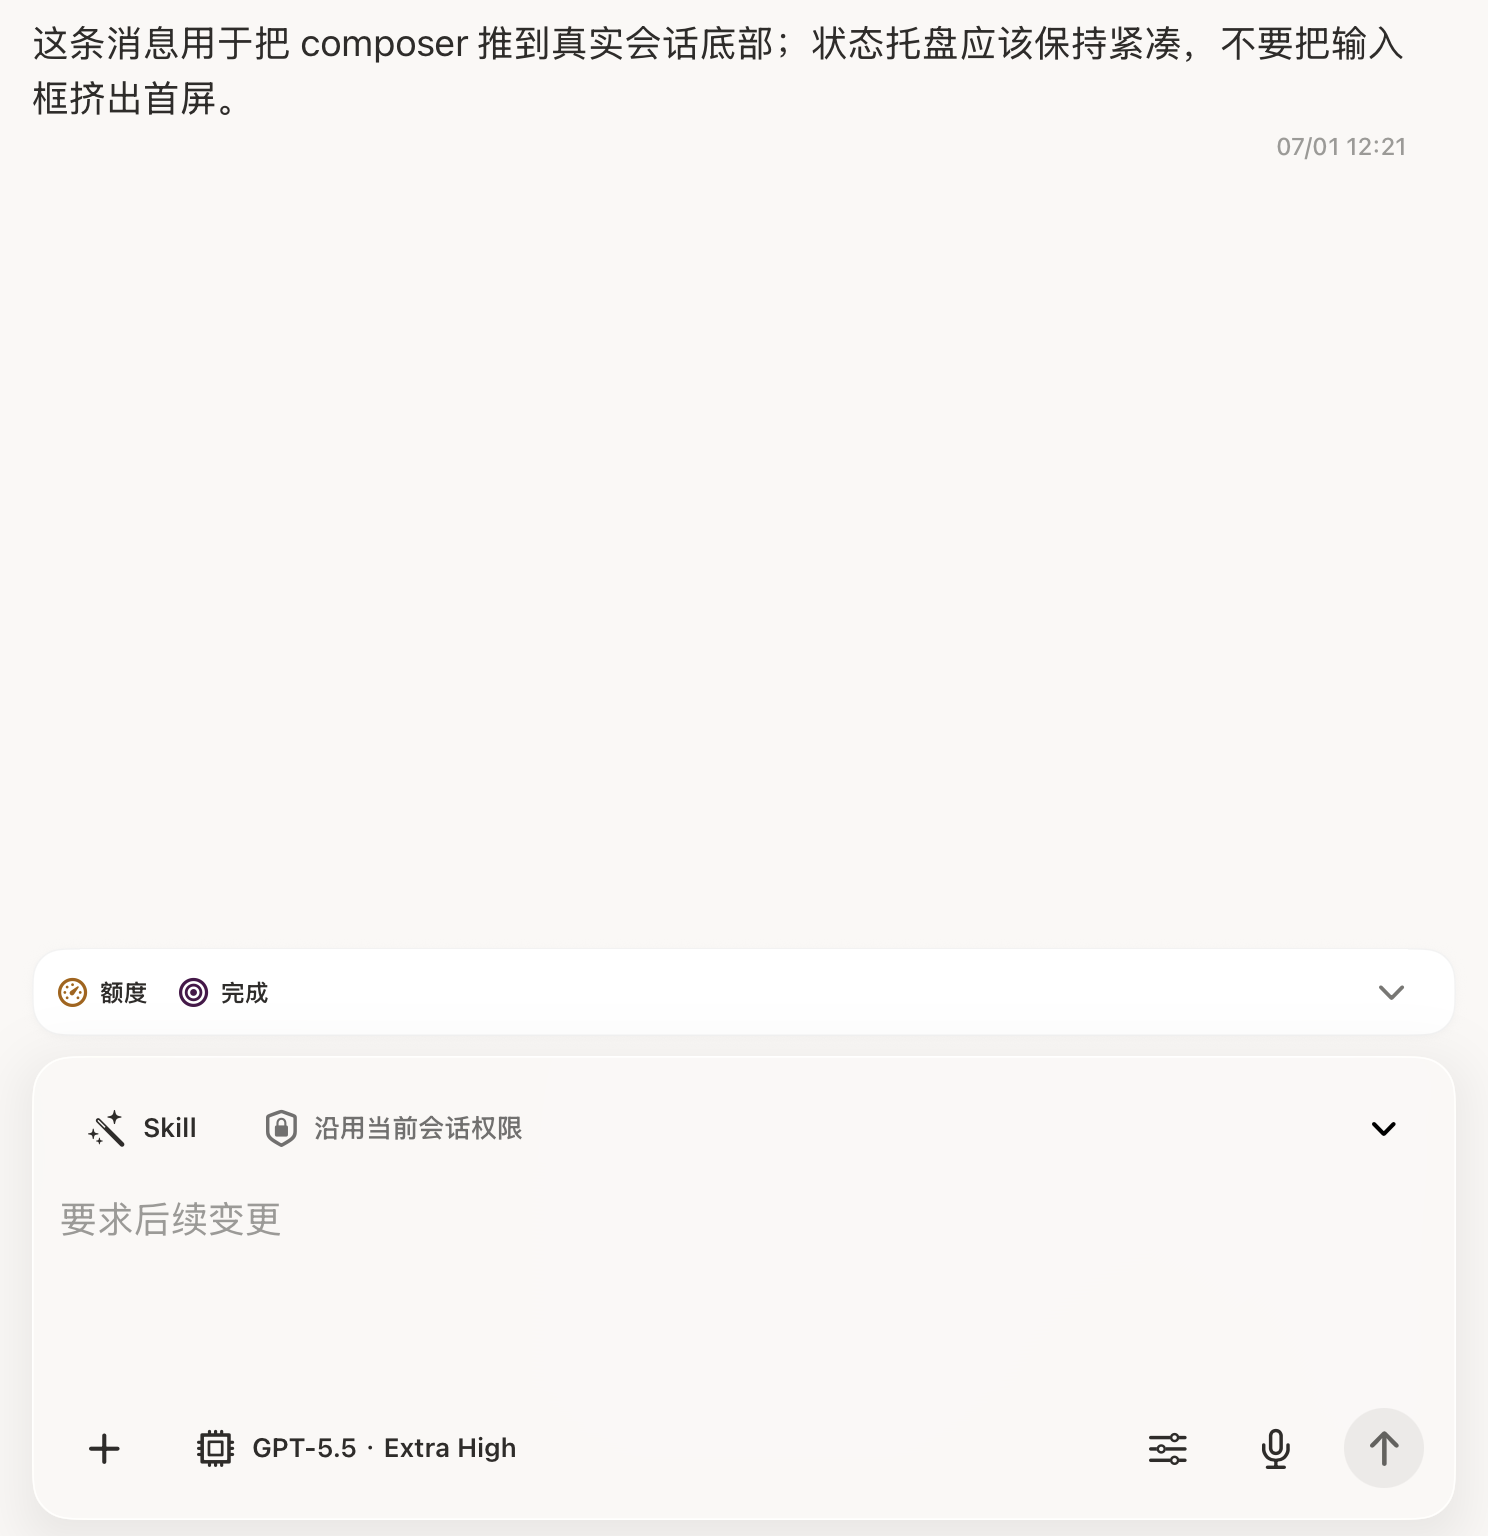 这条消息用于把 composer 推到真实会话底部；状态托盘应该保持紧凑，不要把输入
框挤出首屏。
07/01 12:21
额度 完成
Skill 沿用当前会话权限
要求后续变更
GPT-5.5 · Extra High